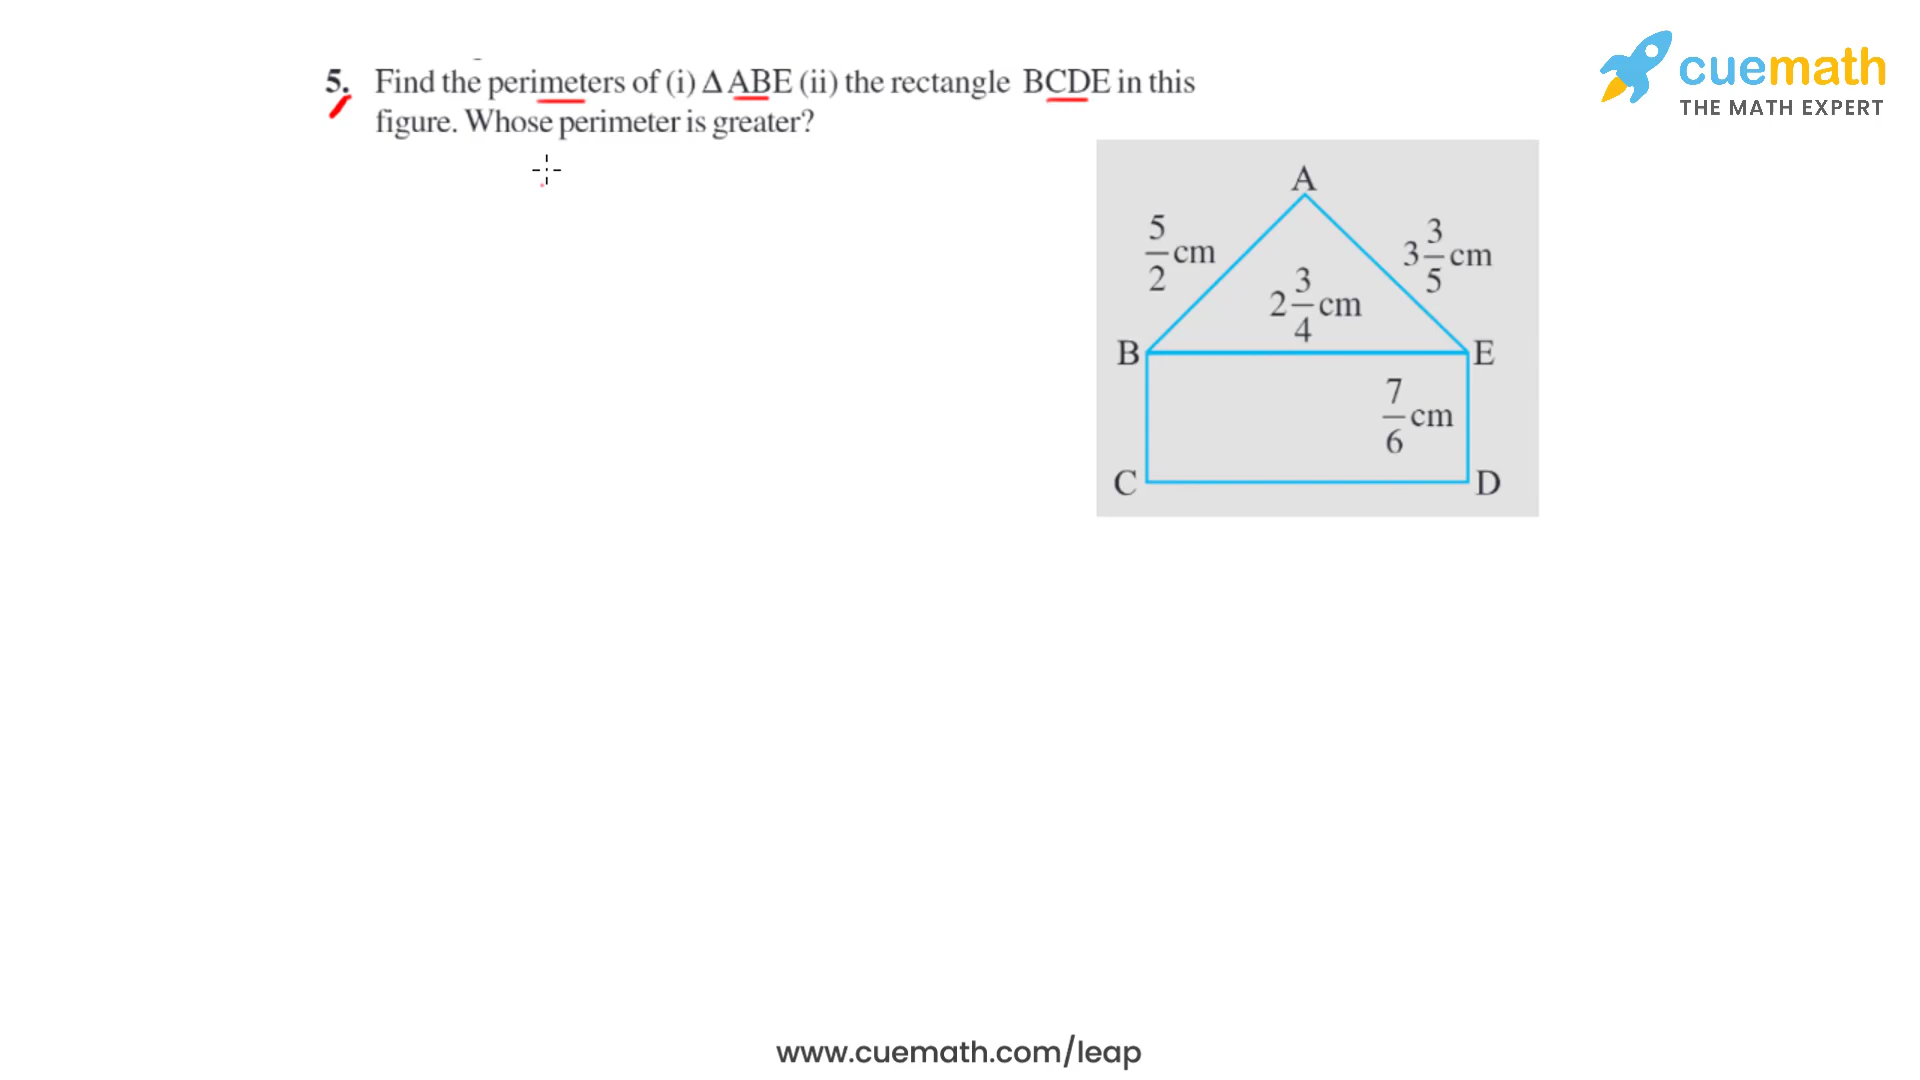 cuemath
THE MATH EXPERT
5. Find the perimeters of (i) Δ ABE (ii) the rectangle BCDE in this
figure. Whose perimeter is greater?
A
5/2 cm
3 3/5 cm
2 3/4 cm
B
E
7/6 cm
C
D
www.cuemath.com/leap